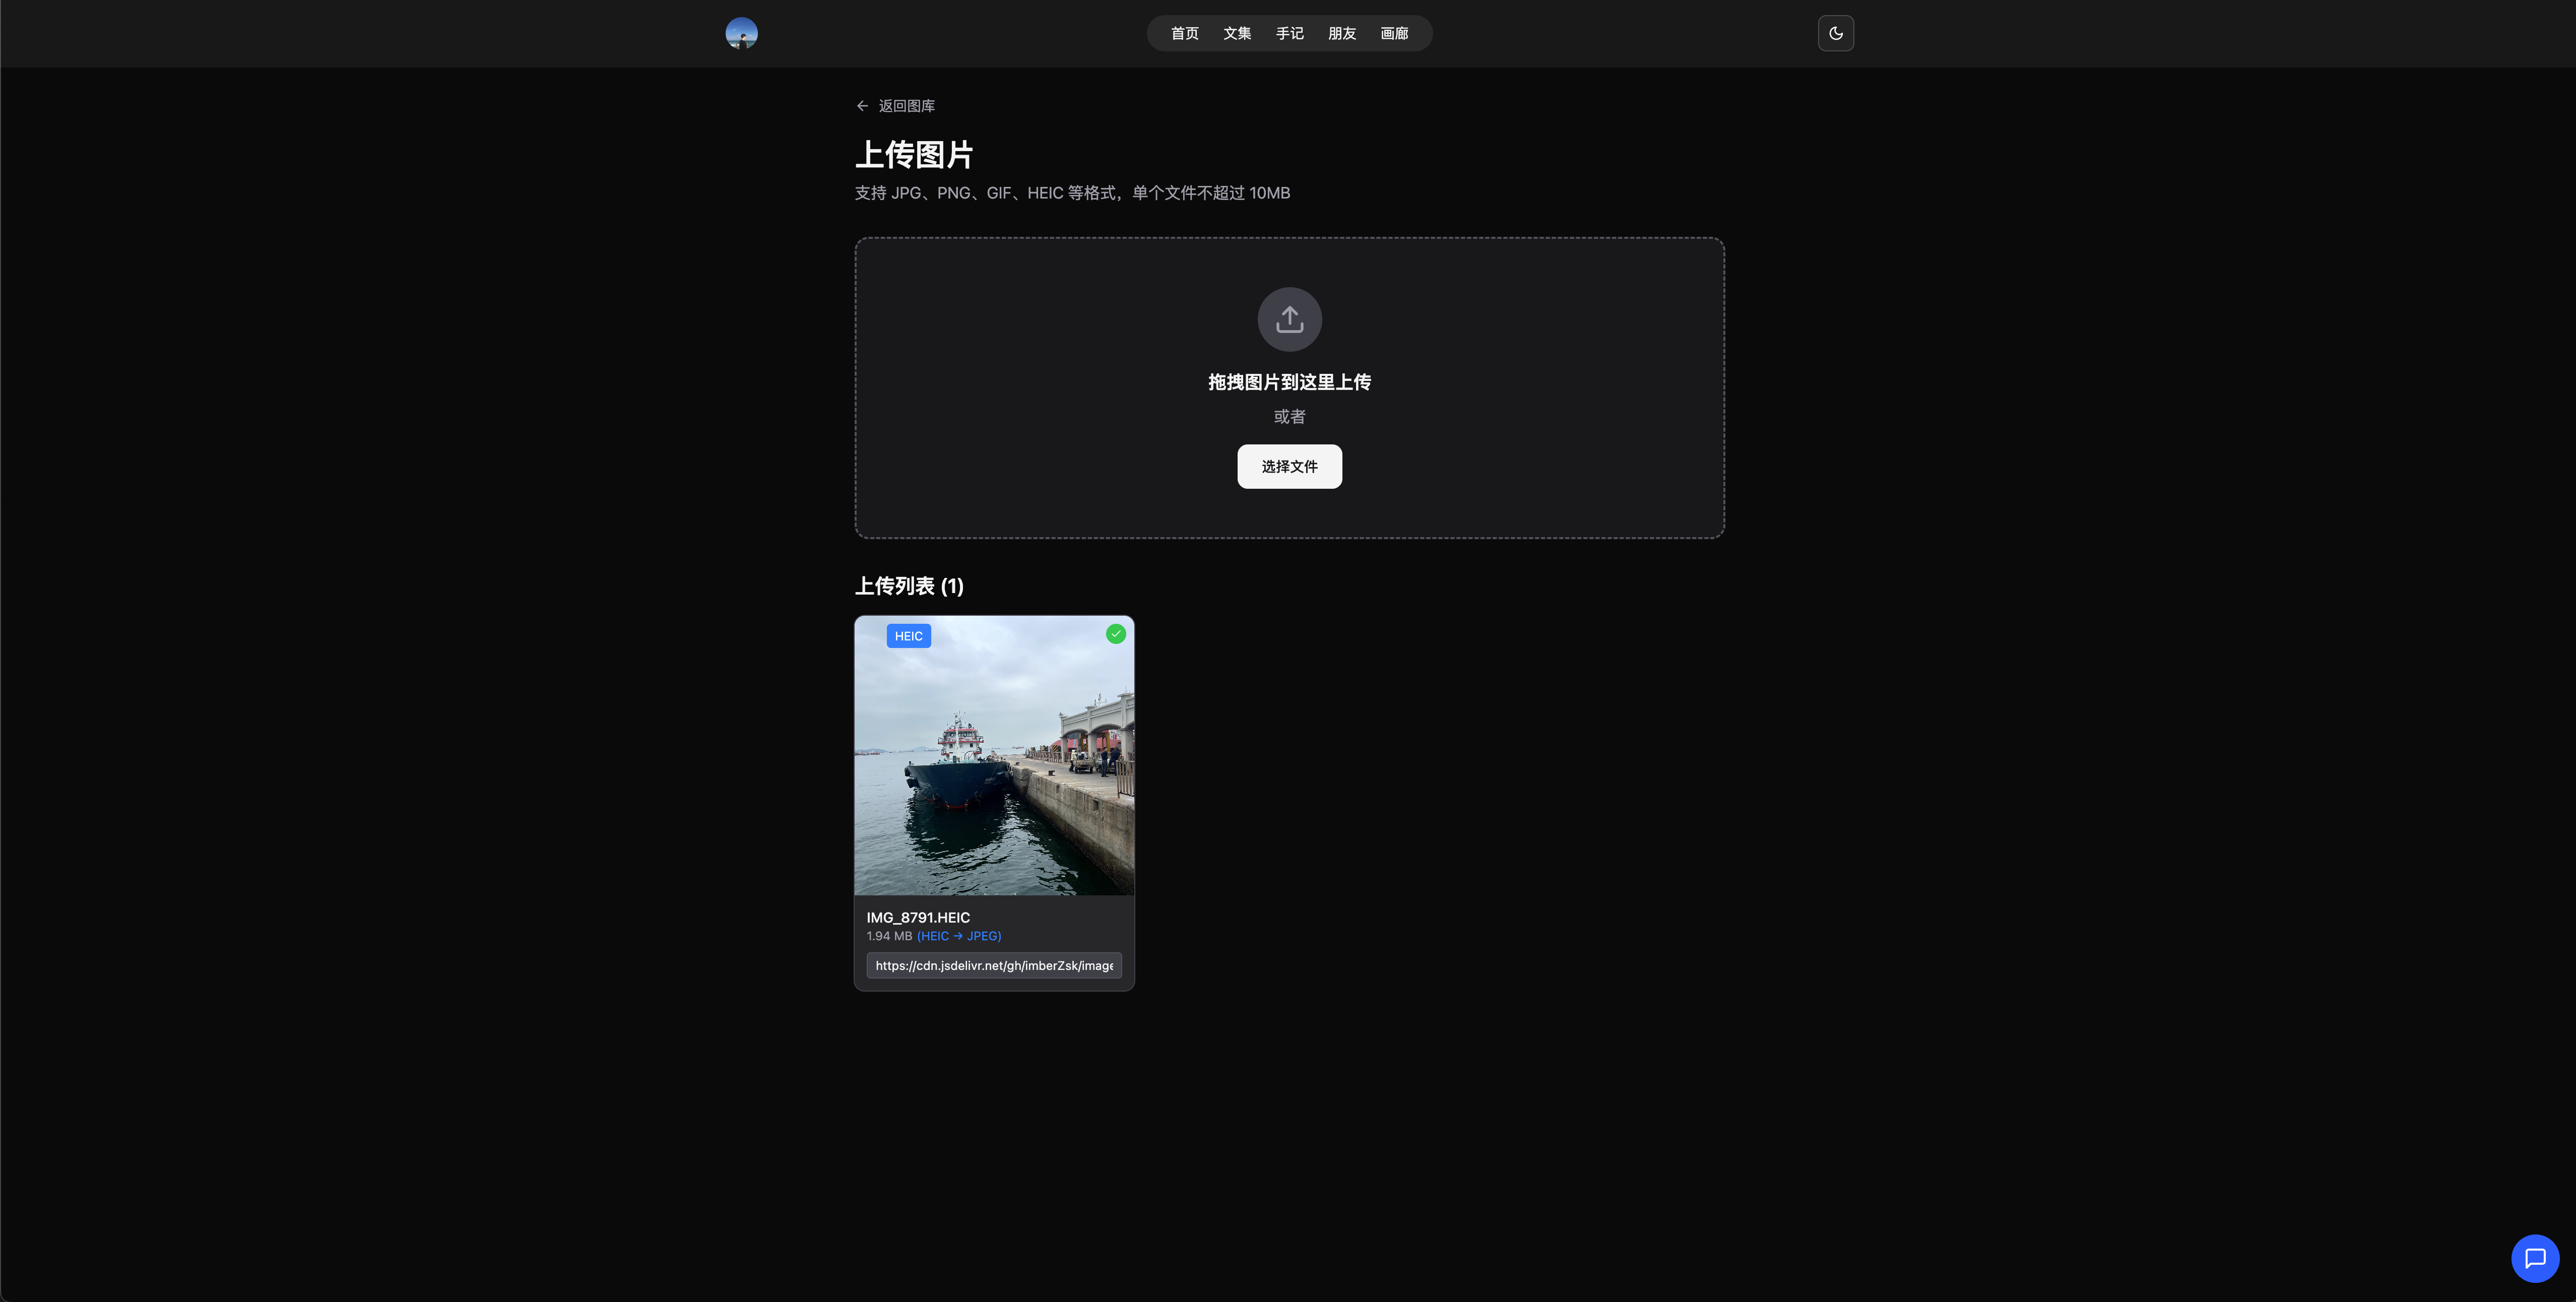 首页 文集 手记 朋友 画廊
返回图库
上传图片
支持 JPG、PNG、GIF、HEIC 等格式，单个文件不超过 10MB
拖拽图片到这里上传
或者
选择文件
上传列表 (1)
HEIC
IMG_8791.HEIC
1.94 MB (HEIC → JPEG)
https://cdn.jsdelivr.net/gh/imberZsk/image